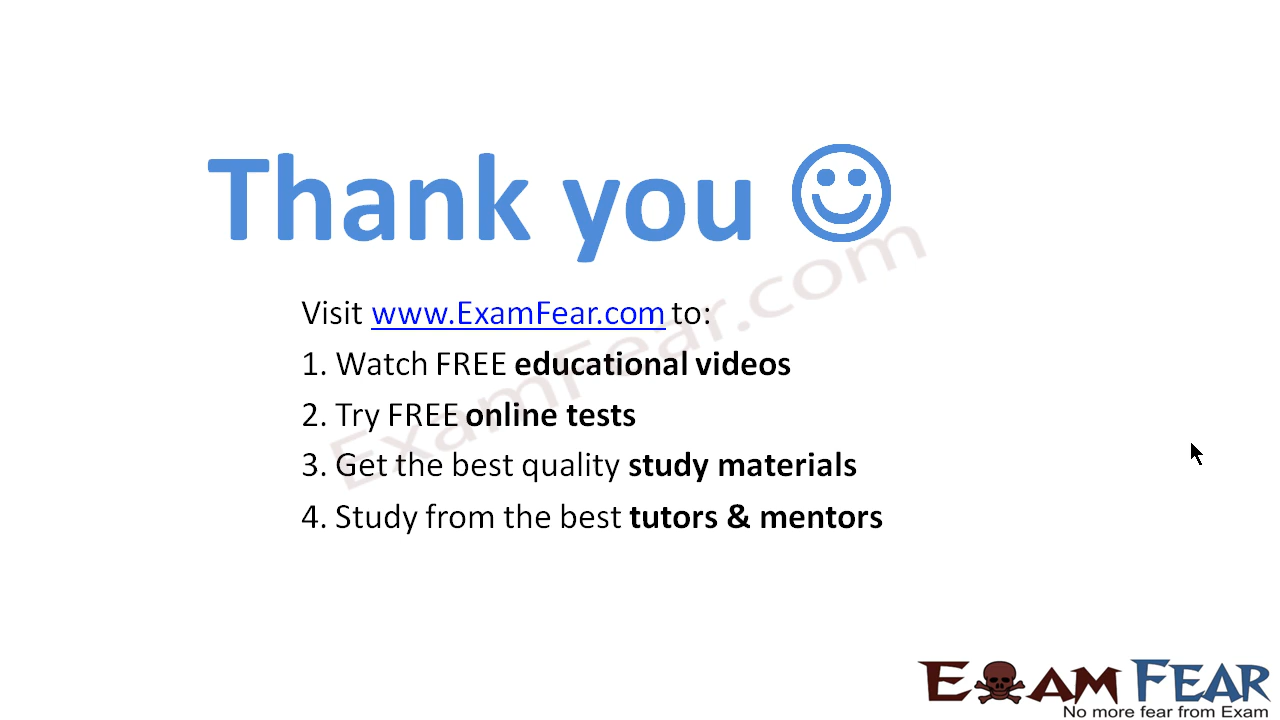 Thank you
Visit www.ExamFear.com to:
1. Watch FREE educational videos
2. Try FREE online tests
3. Get the best quality study materials
4. Study from the best tutors & mentors
ExamFear.com
EXAM FEAR
No more fear from Exam